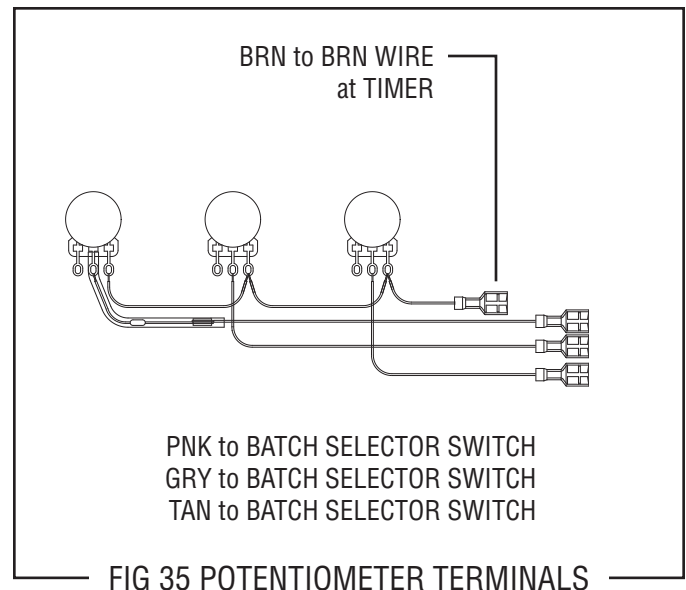 BRN to BRN WIRE
at TIMER
PNK to BATCH SELECTOR SWITCH
GRY to BATCH SELECTOR SWITCH
TAN to BATCH SELECTOR SWITCH
FIG 35 POTENTIOMETER TERMINALS